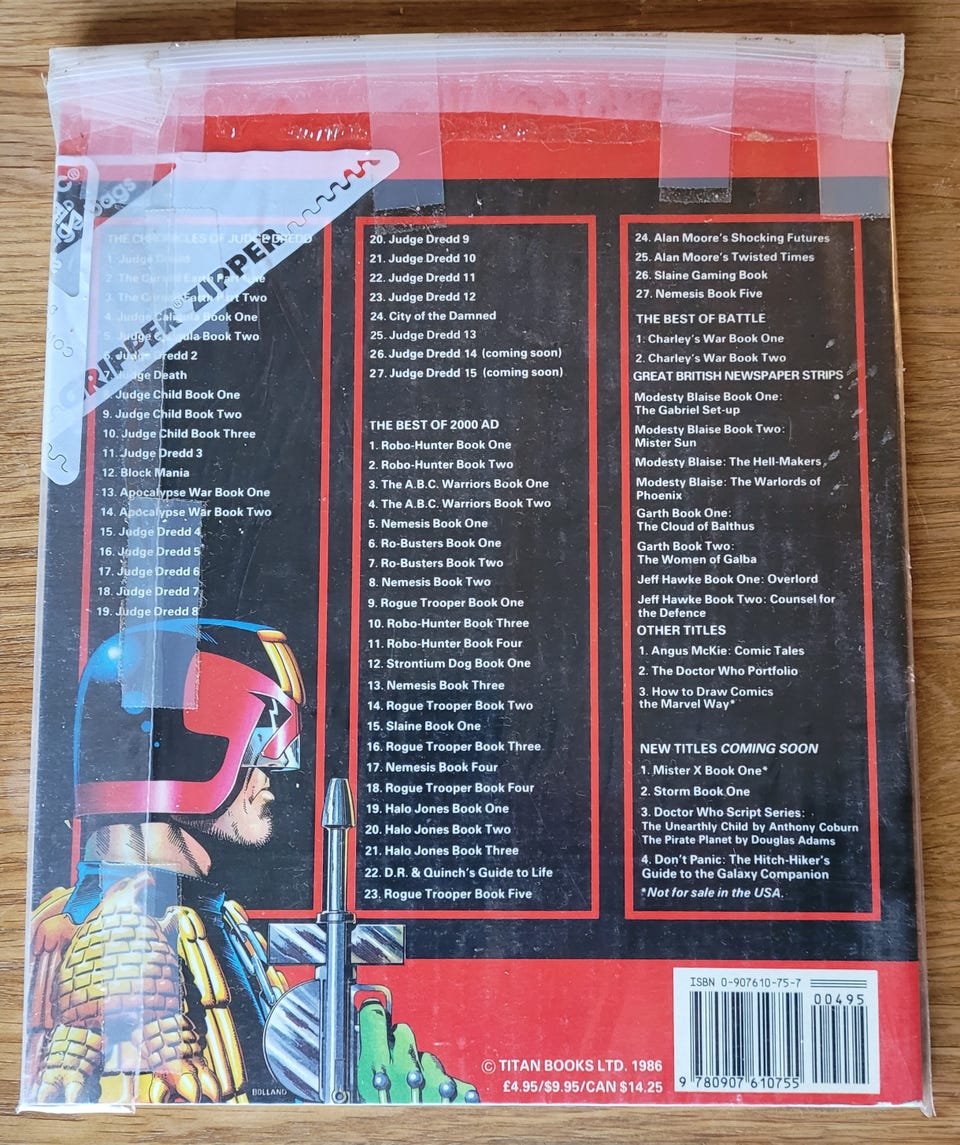 bags
GRIPPER® ZIPPER
THE CHRONICLES OF JUDGE DREDD
1. Judge Dredd
2. The Cursed Earth Part One
3. The Cursed Earth Part Two
4. Judge Caligula Book One
5. Judge Caligula Book Two
6. Judge Dredd 2
7. Judge Death
8. Judge Child Book One
9. Judge Child Book Two
10. Judge Child Book Three
11. Judge Dredd 3
12. Block Mania
13. Apocalypse War Book One
14. Apocalypse War Book Two
15. Judge Dredd 4
16. Judge Dredd 5
17. Judge Dredd 6
18. Judge Dredd 7
19. Judge Dredd 8
20. Judge Dredd 9
21. Judge Dredd 10
22. Judge Dredd 11
23. Judge Dredd 12
24. City of the Damned
25. Judge Dredd 13
26. Judge Dredd 14 (coming soon)
27. Judge Dredd 15 (coming soon)
THE BEST OF 2000 AD
1. Robo-Hunter Book One
2. Robo-Hunter Book Two
3. The A.B.C. Warriors Book One
4. The A.B.C. Warriors Book Two
5. Nemesis Book One
6. Ro-Busters Book One
7. Ro-Busters Book Two
8. Nemesis Book Two
9. Rogue Trooper Book One
10. Robo-Hunter Book Three
11. Robo-Hunter Book Four
12. Strontium Dog Book One
13. Nemesis Book Three
14. Rogue Trooper Book Two
15. Slaine Book One
16. Rogue Trooper Book Three
17. Nemesis Book Four
18. Rogue Trooper Book Four
19. Halo Jones Book One
20. Halo Jones Book Two
21. Halo Jones Book Three
22. D.R. & Quinch's Guide to Life
23. Rogue Trooper Book Five
24. Alan Moore's Shocking Futures
25. Alan Moore's Twisted Times
26. Slaine Gaming Book
27. Nemesis Book Five
THE BEST OF BATTLE
1. Charley's War Book One
2. Charley's War Book Two
GREAT BRITISH NEWSPAPER STRIPS
Modesty Blaise Book One:
The Gabriel Set-up
Modesty Blaise Book Two:
Mister Sun
Modesty Blaise: The Hell-Makers
Modesty Blaise: The Warlords of
Phoenix
Garth Book One:
The Cloud of Balthus
Garth Book Two:
The Women of Galba
Jeff Hawke Book One: Overlord
Jeff Hawke Book Two: Counsel for
the Defence
OTHER TITLES
1. Angus McKie: Comic Tales
2. The Doctor Who Portfolio
3. How to Draw Comics
the Marvel Way*
NEW TITLES COMING SOON
1. Mister X Book One*
2. Storm Book One
3. Doctor Who Script Series:
The Unearthly Child by Anthony Coburn
The Pirate Planet by Douglas Adams
4. Don't Panic: The Hitch-Hiker's
Guide to the Galaxy Companion
*Not for sale in the USA.
BOLLAND
© TITAN BOOKS LTD. 1986
£4.95/$9.95/CAN $14.25
ISBN 0-907610-75-7
00495
9 780907 610755